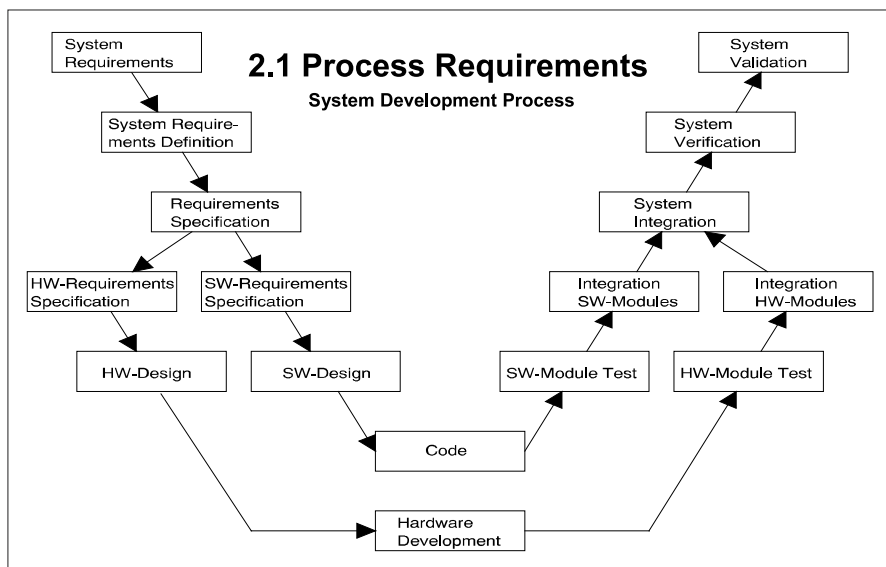 2.1 Process Requirements
System Development Process
System
Requirements
System Require-
ments Definition
Requirements
Specification
HW-Requirements
Specification
SW-Requirements
Specification
HW-Design
SW-Design
Code
Hardware
Development
SW-Module Test
HW-Module Test
Integration
SW-Modules
Integration
HW-Modules
System
Integration
System
Verification
System
Validation